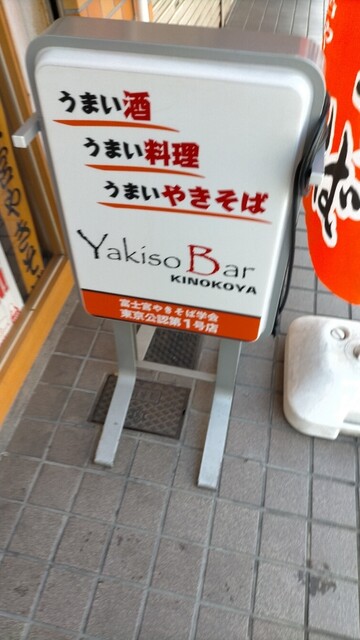 うまい酒
うまい料理
うまいやきそば
YakisoBar
KINOKOYA
富士宮やきそば学会
東京公認第1号店